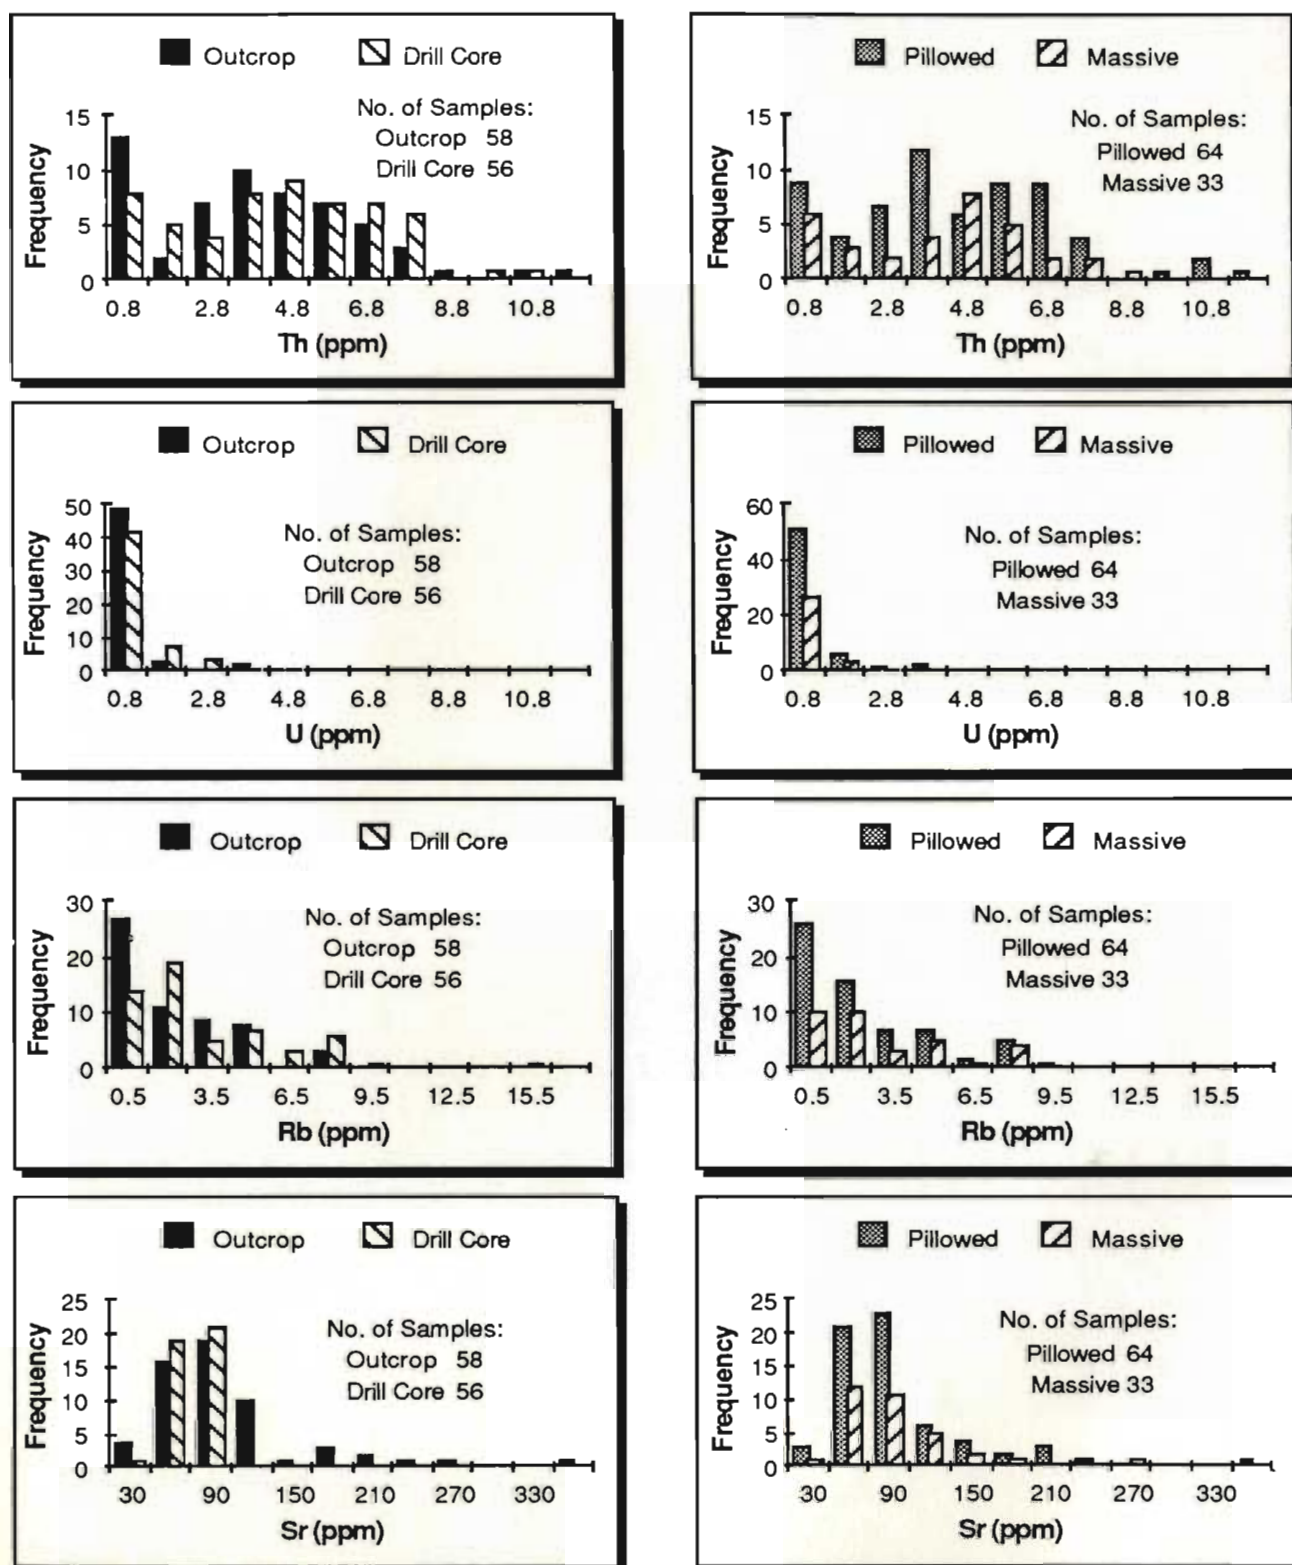 Outcrop Drill Core
No. of Samples:
Outcrop 58
Drill Core 56
15
10
5
0
Frequency
0.8 2.8 4.8 6.8 8.8 10.8
Th (ppm)
Pillowed Massive
No. of Samples:
Pillowed 64
Massive 33
15
10
5
0
Frequency
0.8 2.8 4.8 6.8 8.8 10.8
Th (ppm)
Outcrop Drill Core
No. of Samples:
Outcrop 58
Drill Core 56
50
40
30
20
10
0
Frequency
0.8 2.8 4.8 6.8 8.8 10.8
U (ppm)
Pillowed Massive
No. of Samples:
Pillowed 64
Massive 33
60
40
20
0
Frequency
0.8 2.8 4.8 6.8 8.8 10.8
U (ppm)
Outcrop Drill Core
No. of Samples:
Outcrop 58
Drill Core 56
30
20
10
0
Frequency
0.5 3.5 6.5 9.5 12.5 15.5
Rb (ppm)
Pillowed Massive
No. of Samples:
Pillowed 64
Massive 33
30
20
10
0
Frequency
0.5 3.5 6.5 9.5 12.5 15.5
Rb (ppm)
Outcrop Drill Core
No. of Samples:
Outcrop 58
Drill Core 56
25
20
15
10
5
0
Frequency
30 90 150 210 270 330
Sr (ppm)
Pillowed Massive
No. of Samples:
Pillowed 64
Massive 33
25
20
15
10
5
0
Frequency
30 90 150 210 270 330
Sr (ppm)